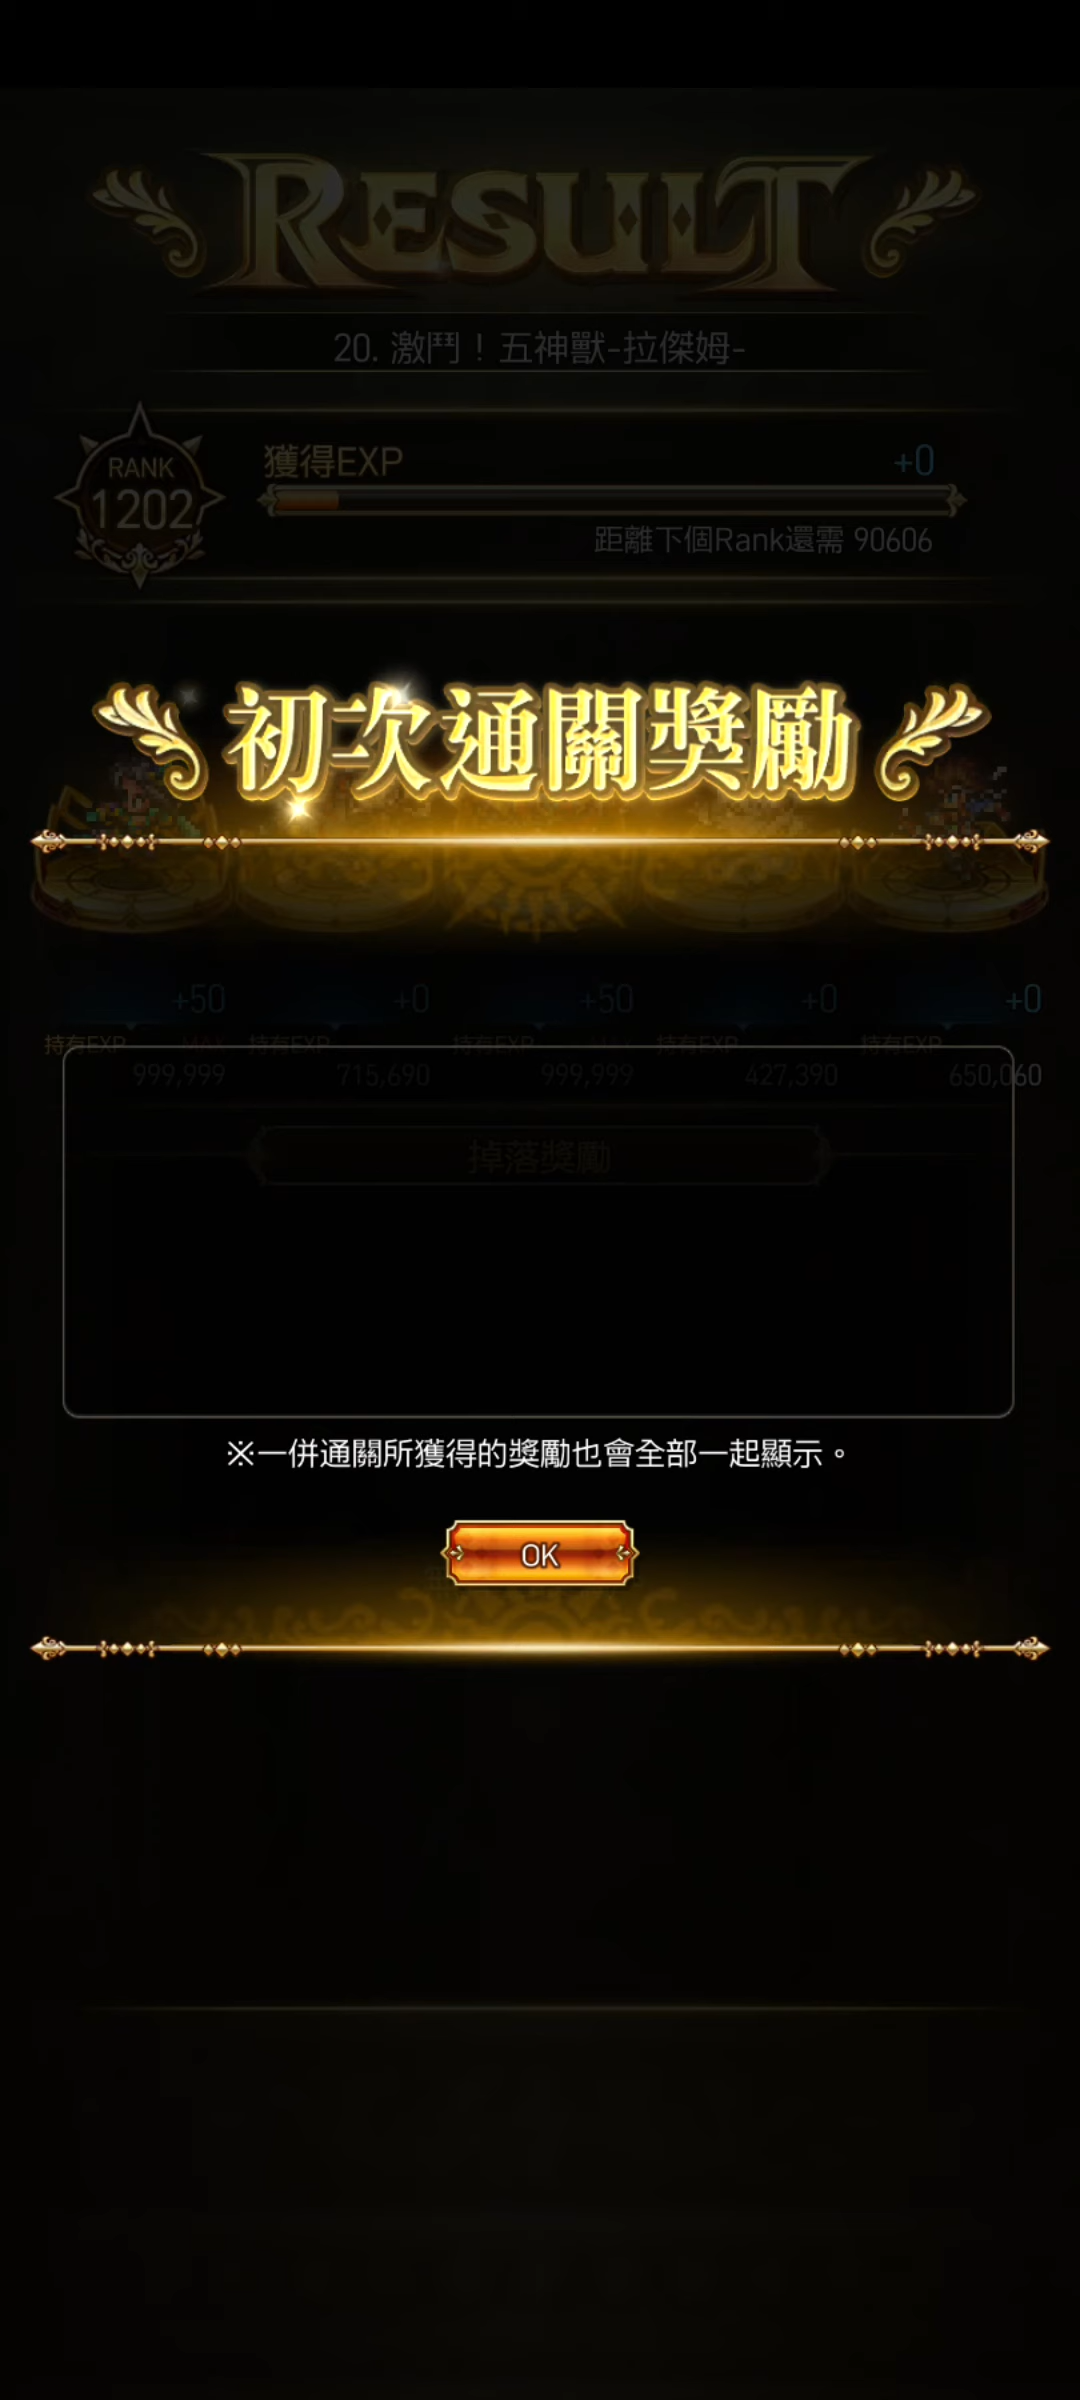 RESULT
20. 激鬥！五神獸-拉傑姆-
RANK
1202
獲得EXP +0
距離下個Rank還需 90606
初次通關獎勵
+50 +0 +50 +0 +0
持有EXP MAX 持有EXP 持有EXP 持有EXP 持有EXP
999,999 715,690 999,999 427,390 650,060
掉落獎勵
※一併通關所獲得的獎勵也會全部一起顯示。
OK